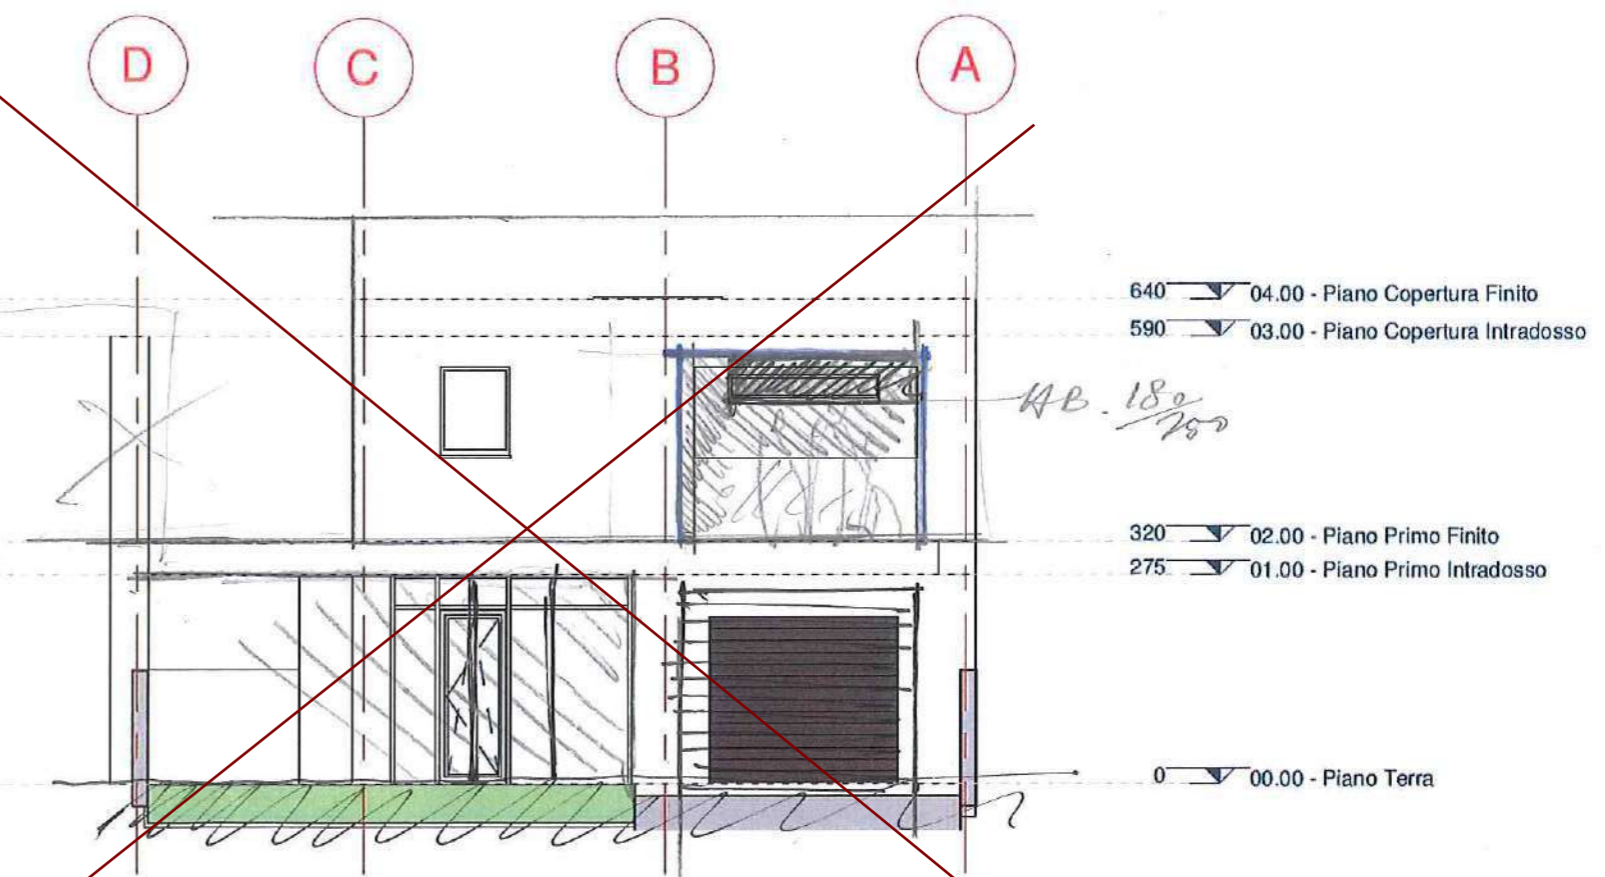 D C B A
640 04.00 - Piano Copertura Finito
590 03.00 - Piano Copertura Intradosso
320 02.00 - Piano Primo Finito
275 01.00 - Piano Primo Intradosso
0 00.00 - Piano Terra